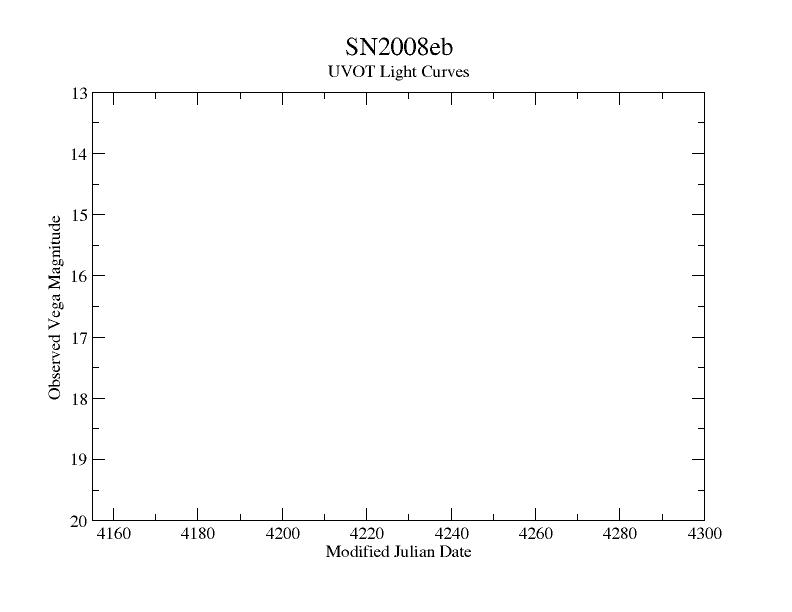 SN2008eb
UVOT Light Curves
13
14
15
16
17
18
19
20
Observed Vega Magnitude
4160 4180 4200 4220 4240 4260 4280 4300
Modified Julian Date